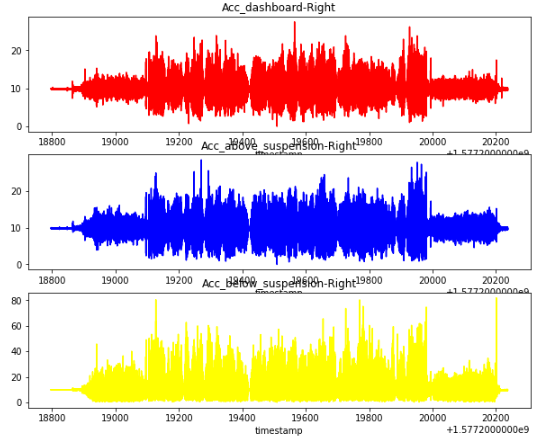 Acc_dashboard-Right
20
10
0
18800 19000 19200 19400 19600 19800 20000 20200
timestamp +1.5772000000e9
Acc_above_suspension-Right
20
10
0
18800 19000 19200 19400 19600 19800 20000 20200
timestamp +1.5772000000e9
Acc_below_suspension-Right
80
60
40
20
0
18800 19000 19200 19400 19600 19800 20000 20200
timestamp +1.5772000000e9